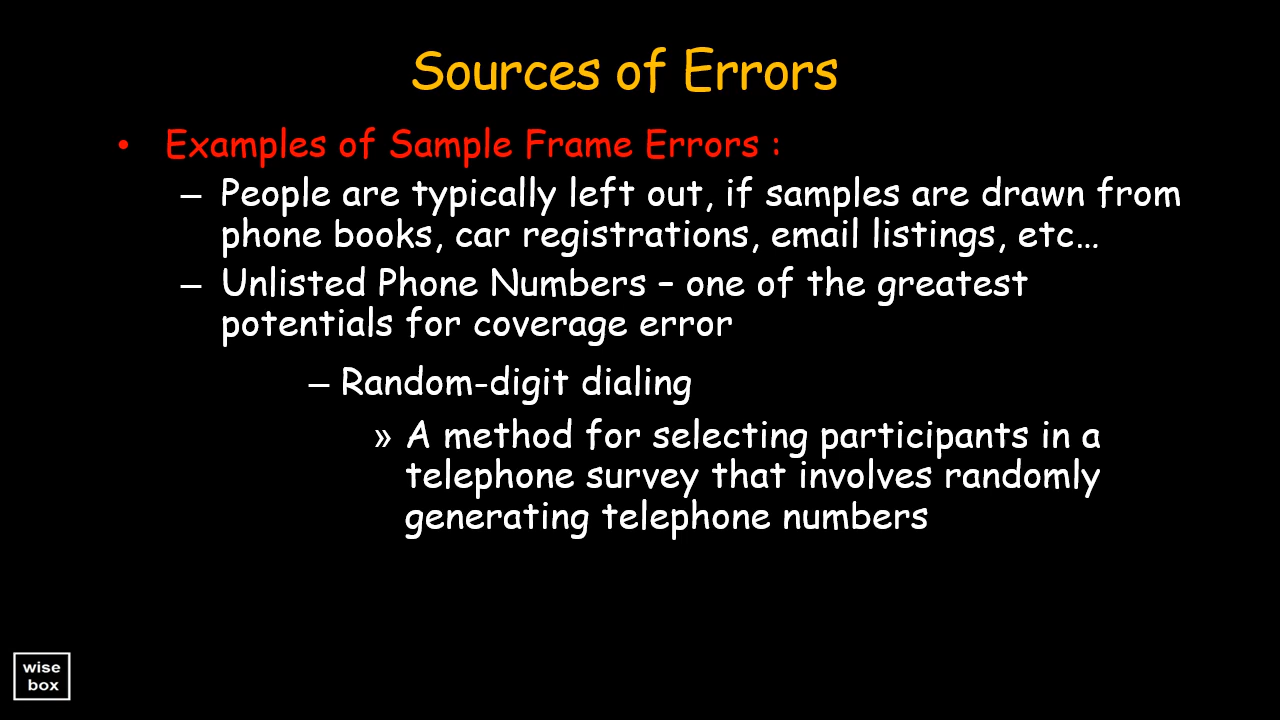 Sources of Errors
• Examples of Sample Frame Errors :
– People are typically left out, if samples are drawn from
phone books, car registrations, email listings, etc…
– Unlisted Phone Numbers – one of the greatest
potentials for coverage error
– Random-digit dialing
» A method for selecting participants in a
telephone survey that involves randomly
generating telephone numbers
wise
box